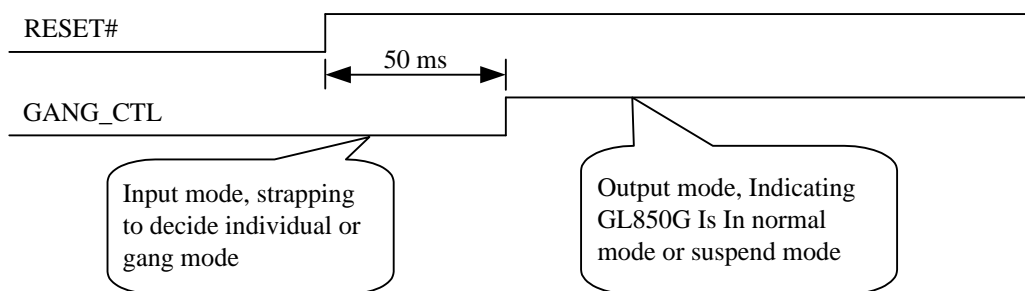 RESET#
50 ms
GANG_CTL
Input mode, strapping
to decide individual or
gang mode
Output mode, Indicating
GL850G Is In normal
mode or suspend mode